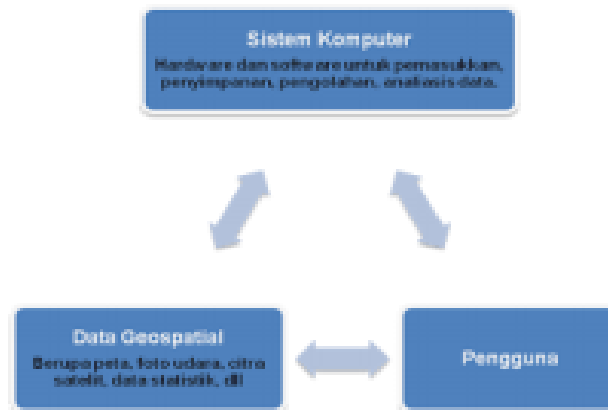 Sistem Komputer
Hardware dan software untuk pemasukkan,
penyimpanan, pengolahan, analiasis data.
Data Geospatial
Berupa peta, foto udara, citra
satelit, data statistik, dll
Pengguna